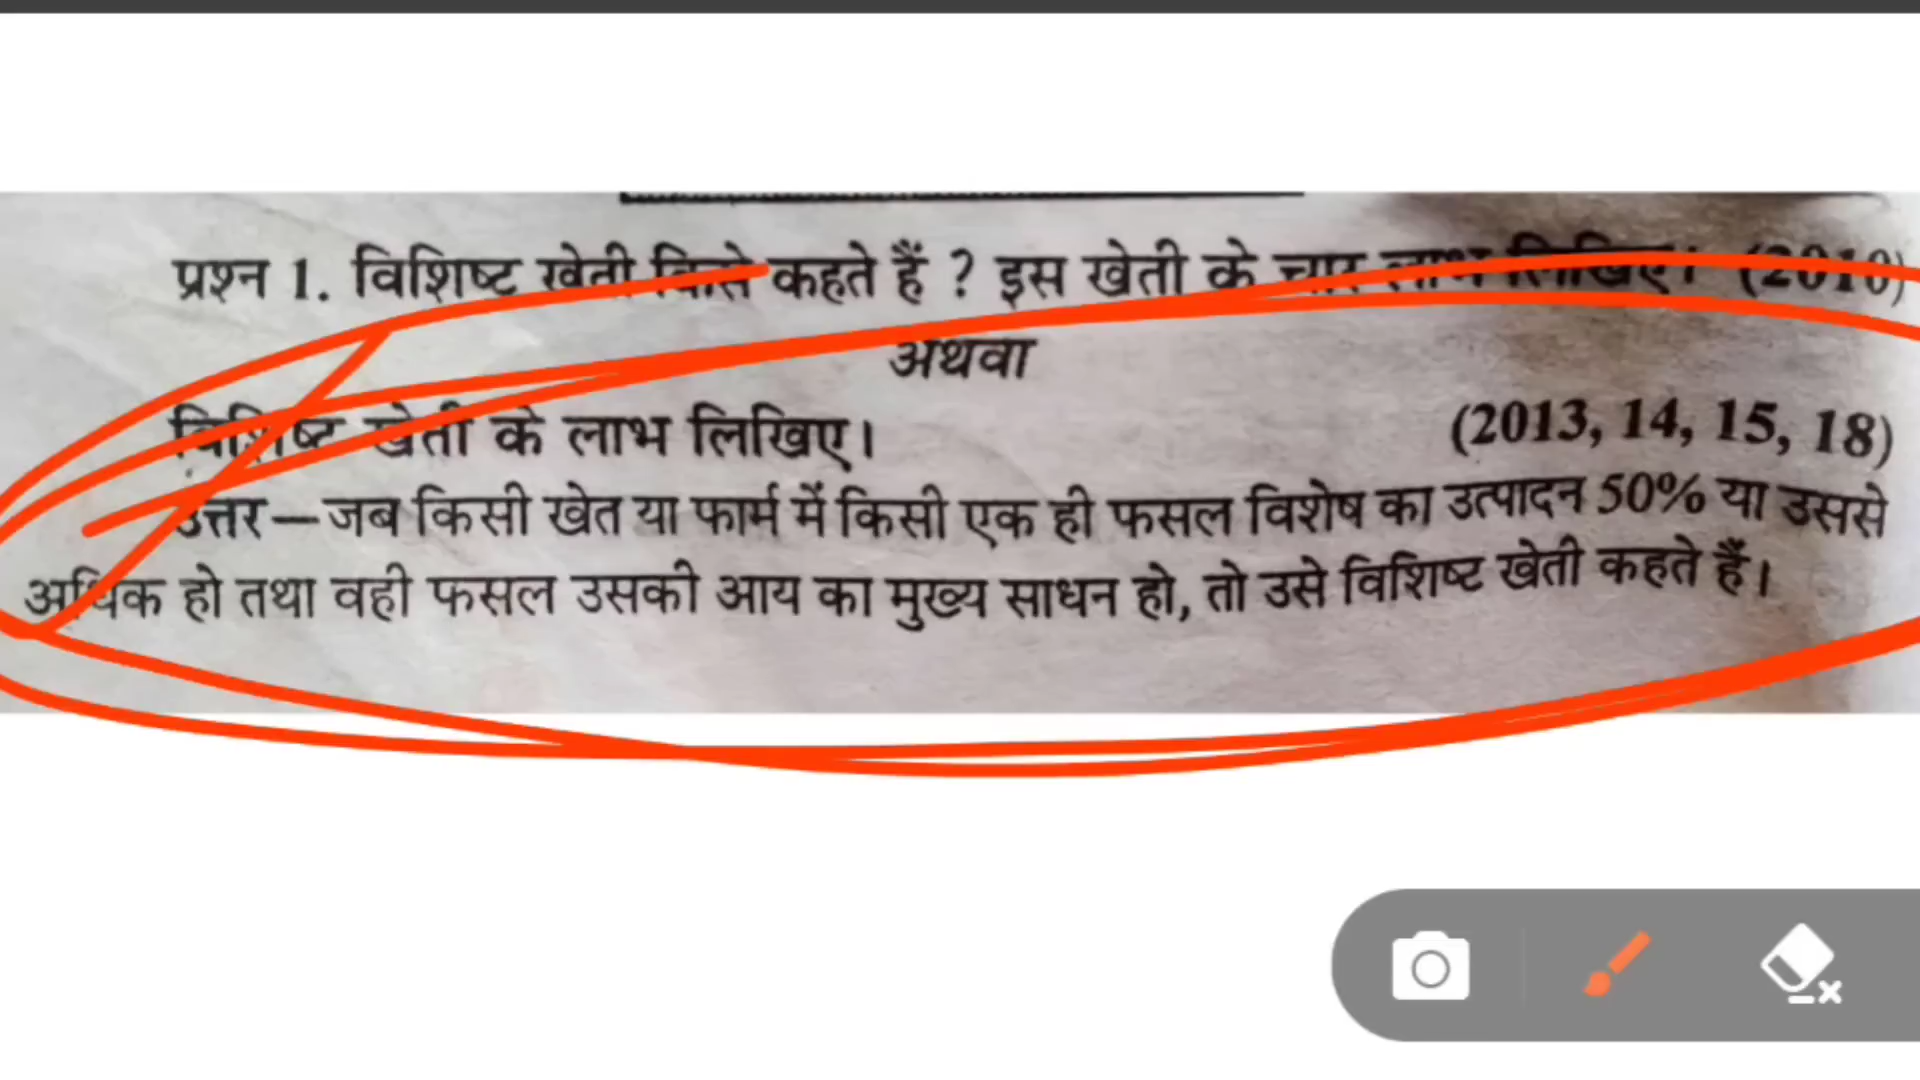 प्रश्न 1. विशिष्ट खेती किसे कहते हैं ? इस खेती के चार लाभ लिखिए। (2010)
अथवा
विशिष्ट खेती के लाभ लिखिए। (2013, 14, 15, 18)
उत्तर—जब किसी खेत या फार्म में किसी एक ही फसल विशेष का उत्पादन 50% या उससे
अधिक हो तथा वही फसल उसकी आय का मुख्य साधन हो, तो उसे विशिष्ट खेती कहते हैं।